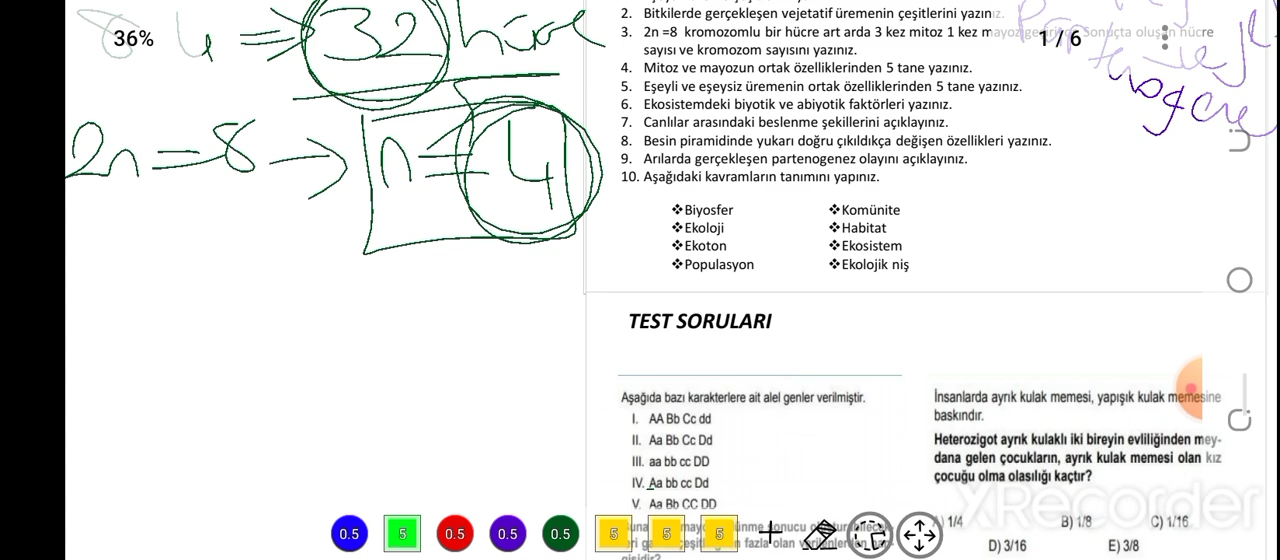 36%
1 / 6
4 => 32 hücre
2n=8 → n=4
2. Bitkilerde gerçekleşen vejetatif üremenin çeşitlerini yazınız.
3. 2n =8 kromozomlu bir hücre art arda 3 kez mitoz 1 kez mayoz geçiriyor. Sonuçta oluşan hücre
sayısı ve kromozom sayısını yazınız.
4. Mitoz ve mayozun ortak özelliklerinden 5 tane yazınız.
5. Eşeyli ve eşeysiz üremenin ortak özelliklerinden 5 tane yazınız.
6. Ekosistemdeki biyotik ve abiyotik faktörleri yazınız.
7. Canlılar arasındaki beslenme şekillerini açıklayınız.
8. Besin piramidinde yukarı doğru çıkıldıkça değişen özellikleri yazınız.
9. Arılarda gerçekleşen partenogenez olayını açıklayınız.
10. Aşağıdaki kavramların tanımını yapınız.
❖Biyosfer
❖Ekoloji
❖Ekoton
❖Populasyon
❖Komünite
❖Habitat
❖Ekosistem
❖Ekolojik niş
TEST SORULARI
Aşağıda bazı karakterlere ait alel genler verilmiştir.
I. AA Bb Cc dd
II. Aa Bb Cc Dd
III. aa bb cc DD
IV. Aa bb cc Dd
V. Aa Bb CC DD
sonucu
fazla olan
İnsanlarda ayrık kulak memesi, yapışık kulak memesine
baskındır.
Heterozigot ayrık kulaklı iki bireyin evliliğinden mey-
dana gelen çocukların, ayrık kulak memesi olan kız
çocuğu olma olasılığı kaçtır?
1/4 B) 1/8 C) 1/16
D) 3/16 E) 3/8
XRecorder
0.5 5 0.5 0.5 0.5 5 5 5